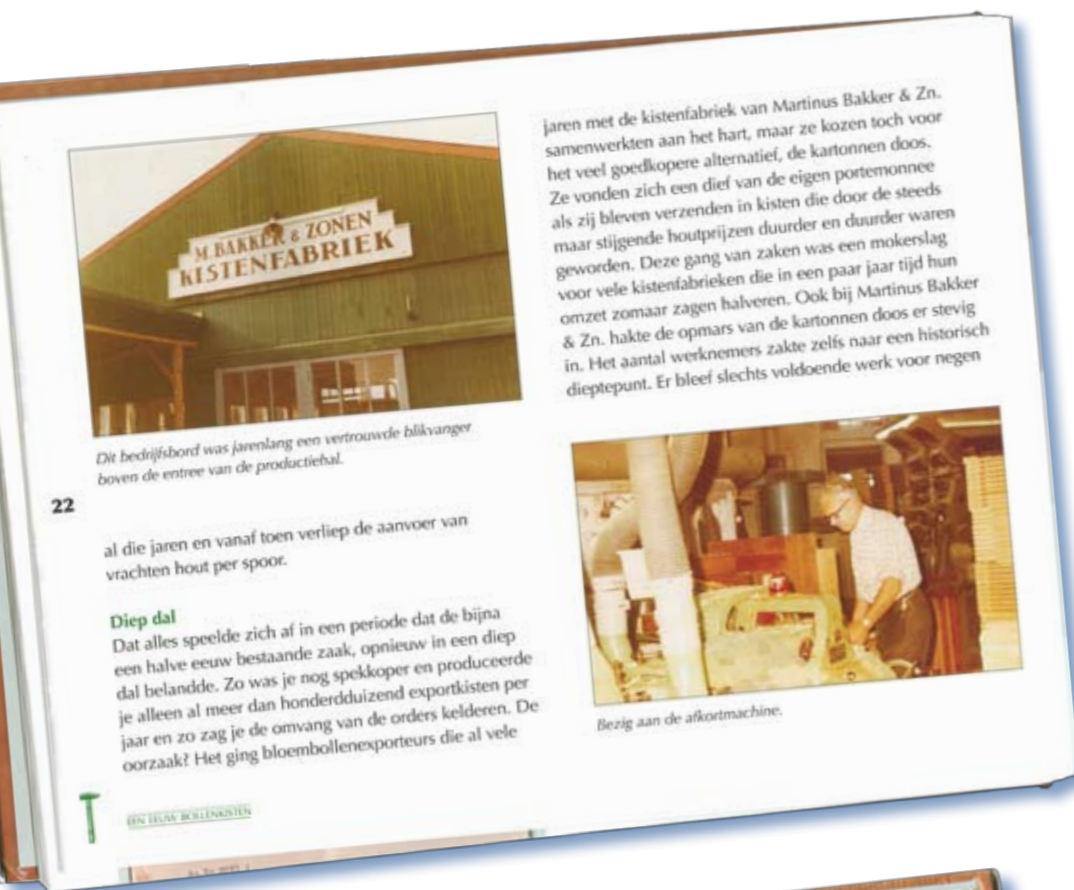 M. BAKKER & ZONEN
KISTENFABRIEK
Dit bedrijfsbord was jarenlang een vertrouwde blikvanger
boven de entree van de productiehal.
22
al die jaren en vanaf toen verliep de aanvoer van
vrachten hout per spoor.
Diep dal
Dat alles speelde zich af in een periode dat de bijna
een halve eeuw bestaande zaak, opnieuw in een diep
dal belandde. Zo was je nog spekkoper en produceerde
je alleen al meer dan honderdduizend exportkisten per
jaar en zo zag je de omvang van de orders kelderen. De
oorzaak? Het ging bloembollenexporteurs die al vele
jaren met de kistenfabriek van Martinus Bakker & Zn.
samenwerkten aan het hart, maar ze kozen toch voor
het veel goedkopere alternatief, de kartonnen doos.
Ze vonden zich een dief van de eigen portemonnee
als zij bleven verzenden in kisten die door de steeds
maar stijgende houtprijzen duurder en duurder waren
geworden. Deze gang van zaken was een mokerslag
voor vele kistenfabrieken die in een paar jaar tijd hun
omzet zomaar zagen halveren. Ook bij Martinus Bakker
& Zn. hakte de opmars van de kartonnen doos er stevig
in. Het aantal werknemers zakte zelfs naar een historisch
dieptepunt. Er bleef slechts voldoende werk voor negen
Bezig aan de afkortmachine.
EEN EEUW BOLLENKISTEN